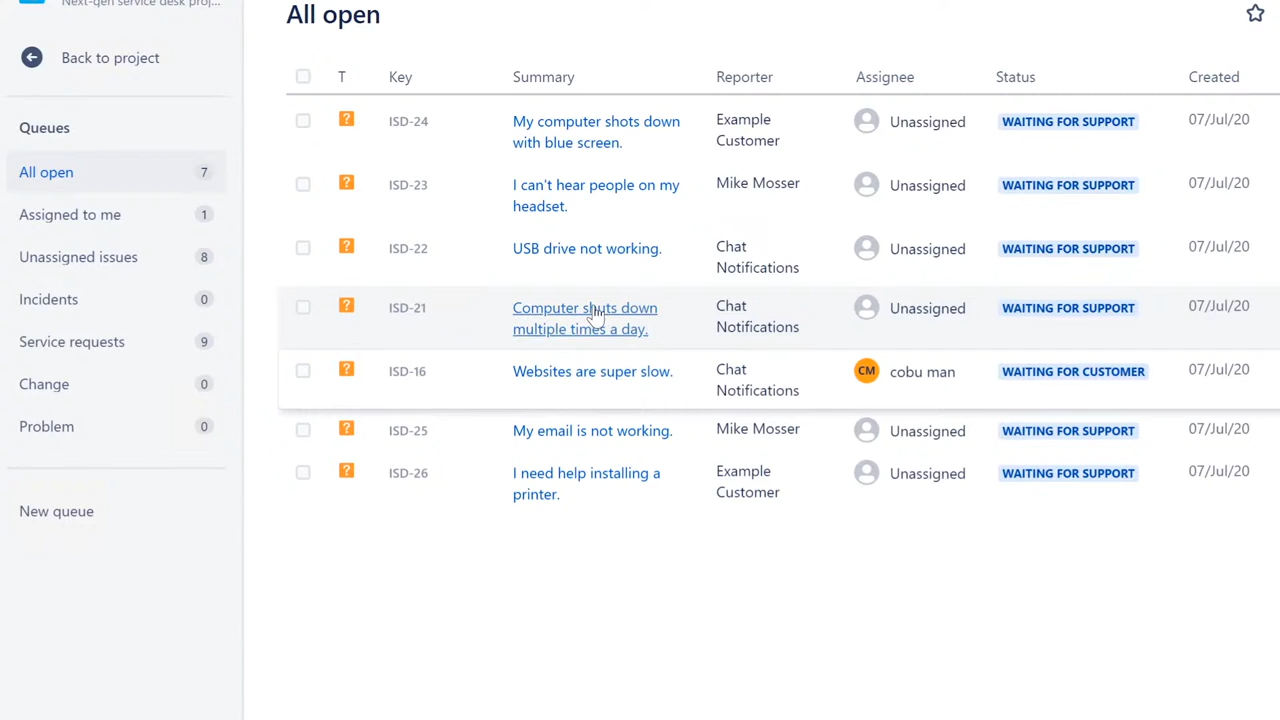 Next-gen service desk proj...
All open
Back to project
T Key Summary Reporter Assignee Status Created
Queues
All open 7
Assigned to me 1
Unassigned issues 8
Incidents 0
Service requests 9
Change 0
Problem 0
New queue
? ISD-24 My computer shots down Example Unassigned WAITING FOR SUPPORT 07/Jul/20
with blue screen. Customer
? ISD-23 I can't hear people on my Mike Mosser Unassigned WAITING FOR SUPPORT 07/Jul/20
headset.
? ISD-22 USB drive not working. Chat Unassigned WAITING FOR SUPPORT 07/Jul/20
Notifications
? ISD-21 Computer shuts down Chat Unassigned WAITING FOR SUPPORT 07/Jul/20
multiple times a day. Notifications
? ISD-16 Websites are super slow. Chat CM cobu man WAITING FOR CUSTOMER 07/Jul/20
Notifications
? ISD-25 My email is not working. Mike Mosser Unassigned WAITING FOR SUPPORT 07/Jul/20
? ISD-26 I need help installing a Example Unassigned WAITING FOR SUPPORT 07/Jul/20
printer. Customer